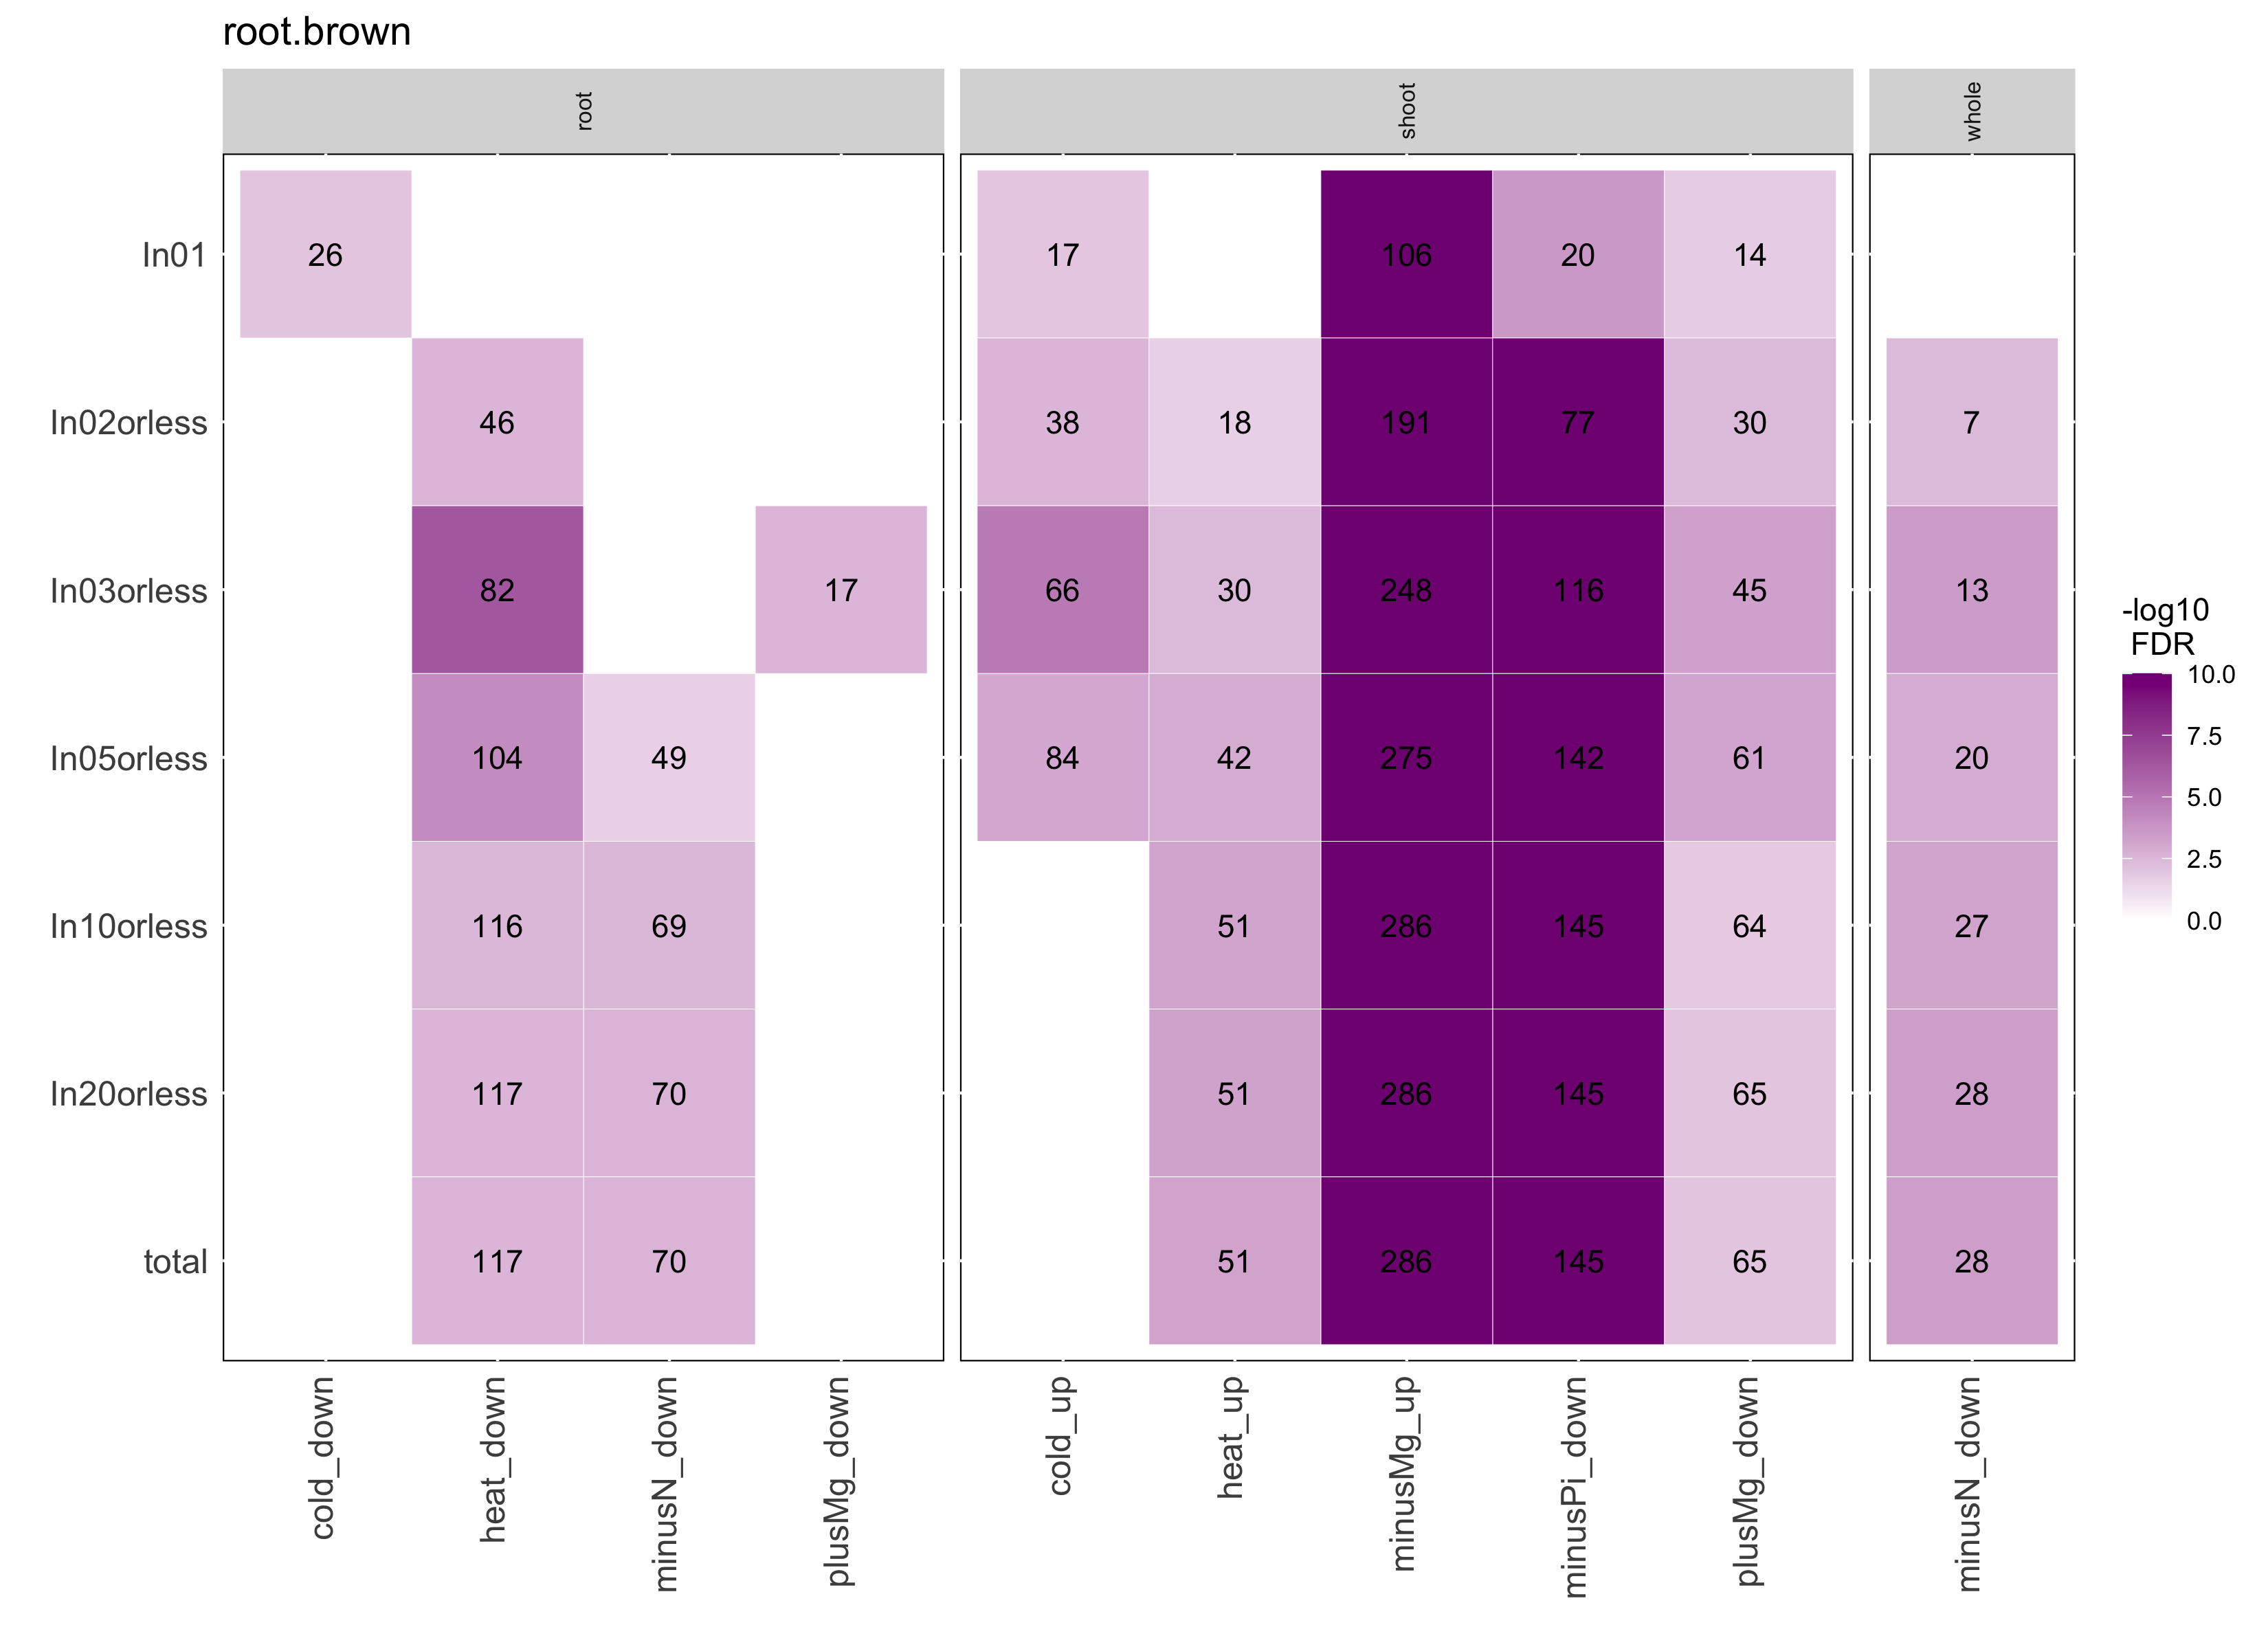 root.brown
root shoot whole
In01 26 17 106 20 14
In02orless 46 38 18 191 77 30 7
In03orless 82 17 66 30 248 116 45 13
In05orless 104 49 84 42 275 142 61 20
In10orless 116 69 51 286 145 64 27
In20orless 117 70 51 286 145 65 28
total 117 70 51 286 145 65 28
cold_down heat_down minusN_down plusMg_down cold_up heat_up minusMg_up minusPi_down plusMg_down minusN_down
-log10
FDR
10.0
7.5
5.0
2.5
0.0